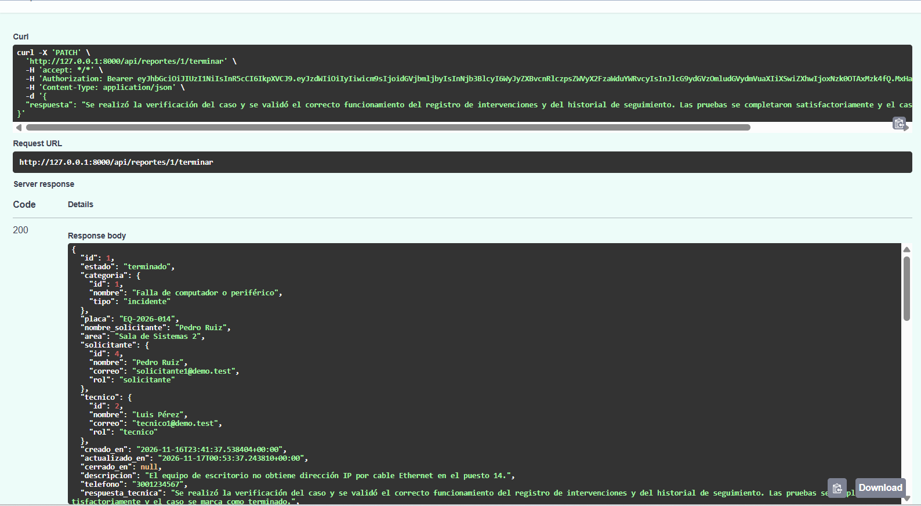 Curl
curl -X 'PATCH' \
'http://127.0.0.1:8000/api/reportes/1/terminar' \
-H 'accept: */*' \
-H 'Authorization: Bearer
-H 'Content-Type: application/json' \
-d '{
"respuesta": "Se realizó la verificación del caso y se validó el correcto funcionamiento del registro de intervenciones y del historial de seguimiento. Las pruebas se completaron satisfactoriamente y el cas
}'
Request URL
http://127.0.0.1:8000/api/reportes/1/terminar
Server response
Code Details
200
Response body
{
"id": 1,
"estado": "terminado",
"categoria": {
"id": 1,
"nombre": "Falla de computador o periférico",
"tipo": "incidente"
},
"placa": "EQ-2026-014",
"nombre_solicitante": "Pedro Ruiz",
"area": "Sala de Sistemas 2",
"solicitante": {
"id": 4,
"nombre": "Pedro Ruiz",
"correo": "solicitante1@demo.test",
"rol": "solicitante"
},
"tecnico": {
"id": 2,
"nombre": "Luis Pérez",
"correo": "tecnico1@demo.test",
"rol": "tecnico"
},
"creado_en": "2026-11-16T23:41:37.538404+00:00",
"actualizado_en": "2026-11-17T00:53:37.243810+00:00",
"cerrado_en": null,
"descripcion": "El equipo de escritorio no obtiene dirección IP por cable Ethernet en el puesto 14.",
"telefono": "3001234567",
"respuesta_tecnica": "Se realizó la verificación del caso y se validó el correcto funcionamiento del registro de intervenciones y del historial de seguimiento. Las pruebas se
tisfactoriamente y el caso se marca como terminado.",
Download